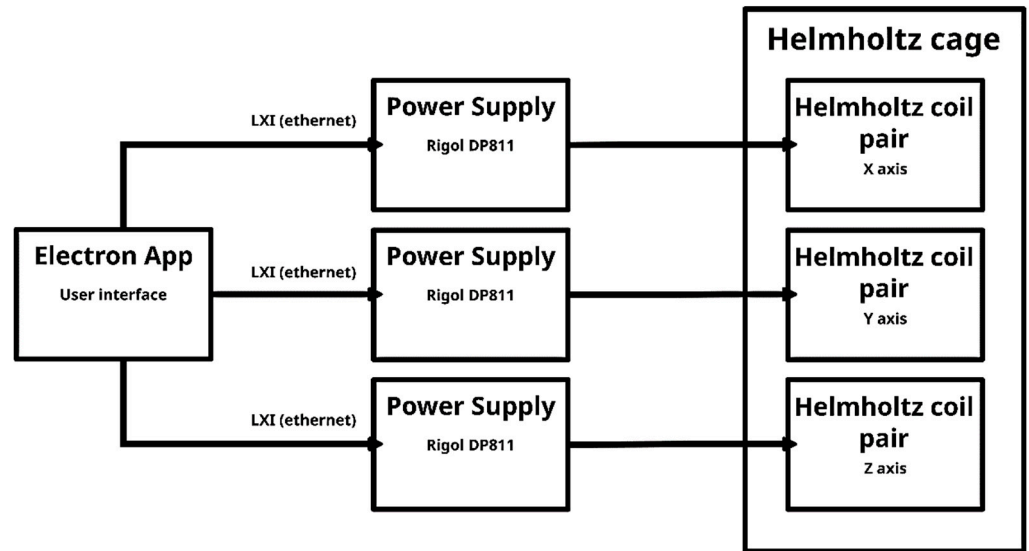 Helmholtz cage
LXI (ethernet)
Power Supply
Rigol DP811
Helmholtz coil
pair
X axis
Electron App
User interface
LXI (ethernet)
Power Supply
Rigol DP811
Helmholtz coil
pair
Y axis
LXI (ethernet)
Power Supply
Rigol DP811
Helmholtz coil
pair
Z axis